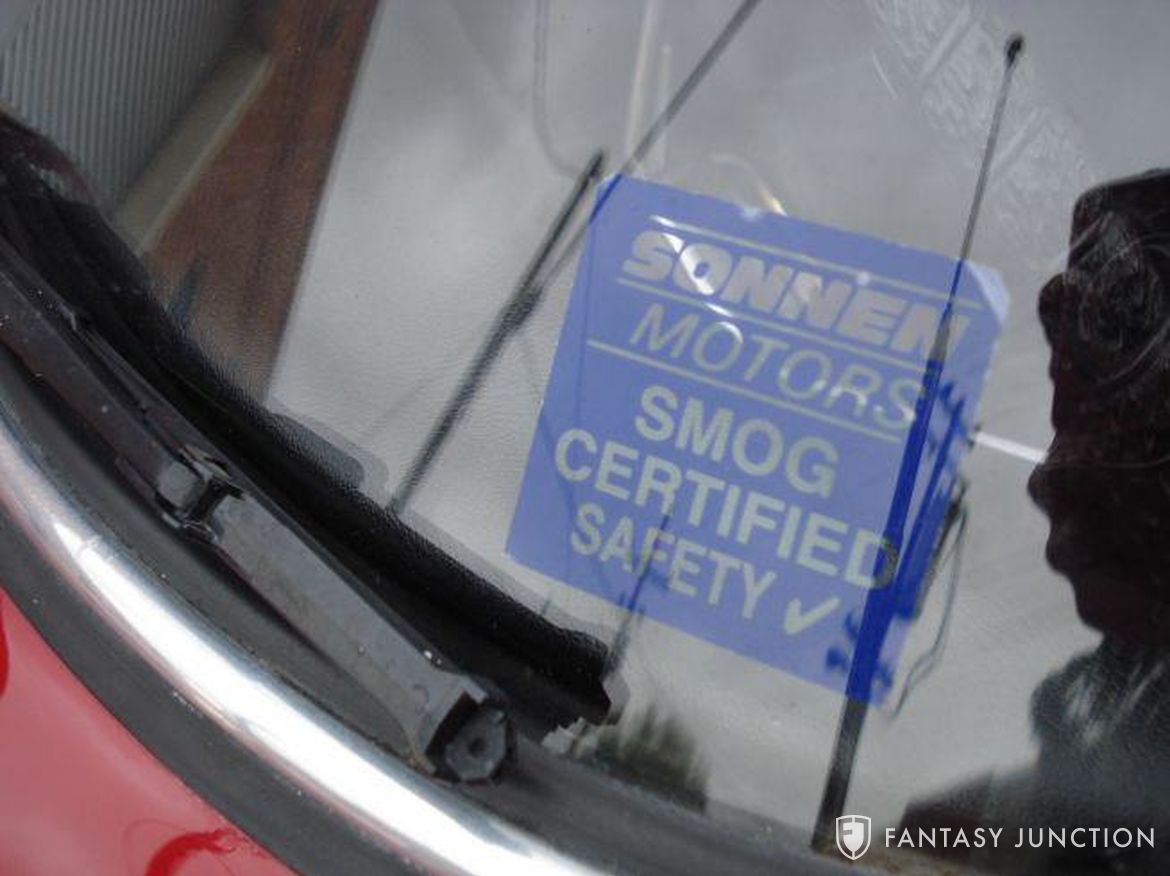 SONNEN
MOTORS
SMOG
CERTIFIED
SAFETY ✓
FANTASY JUNCTION